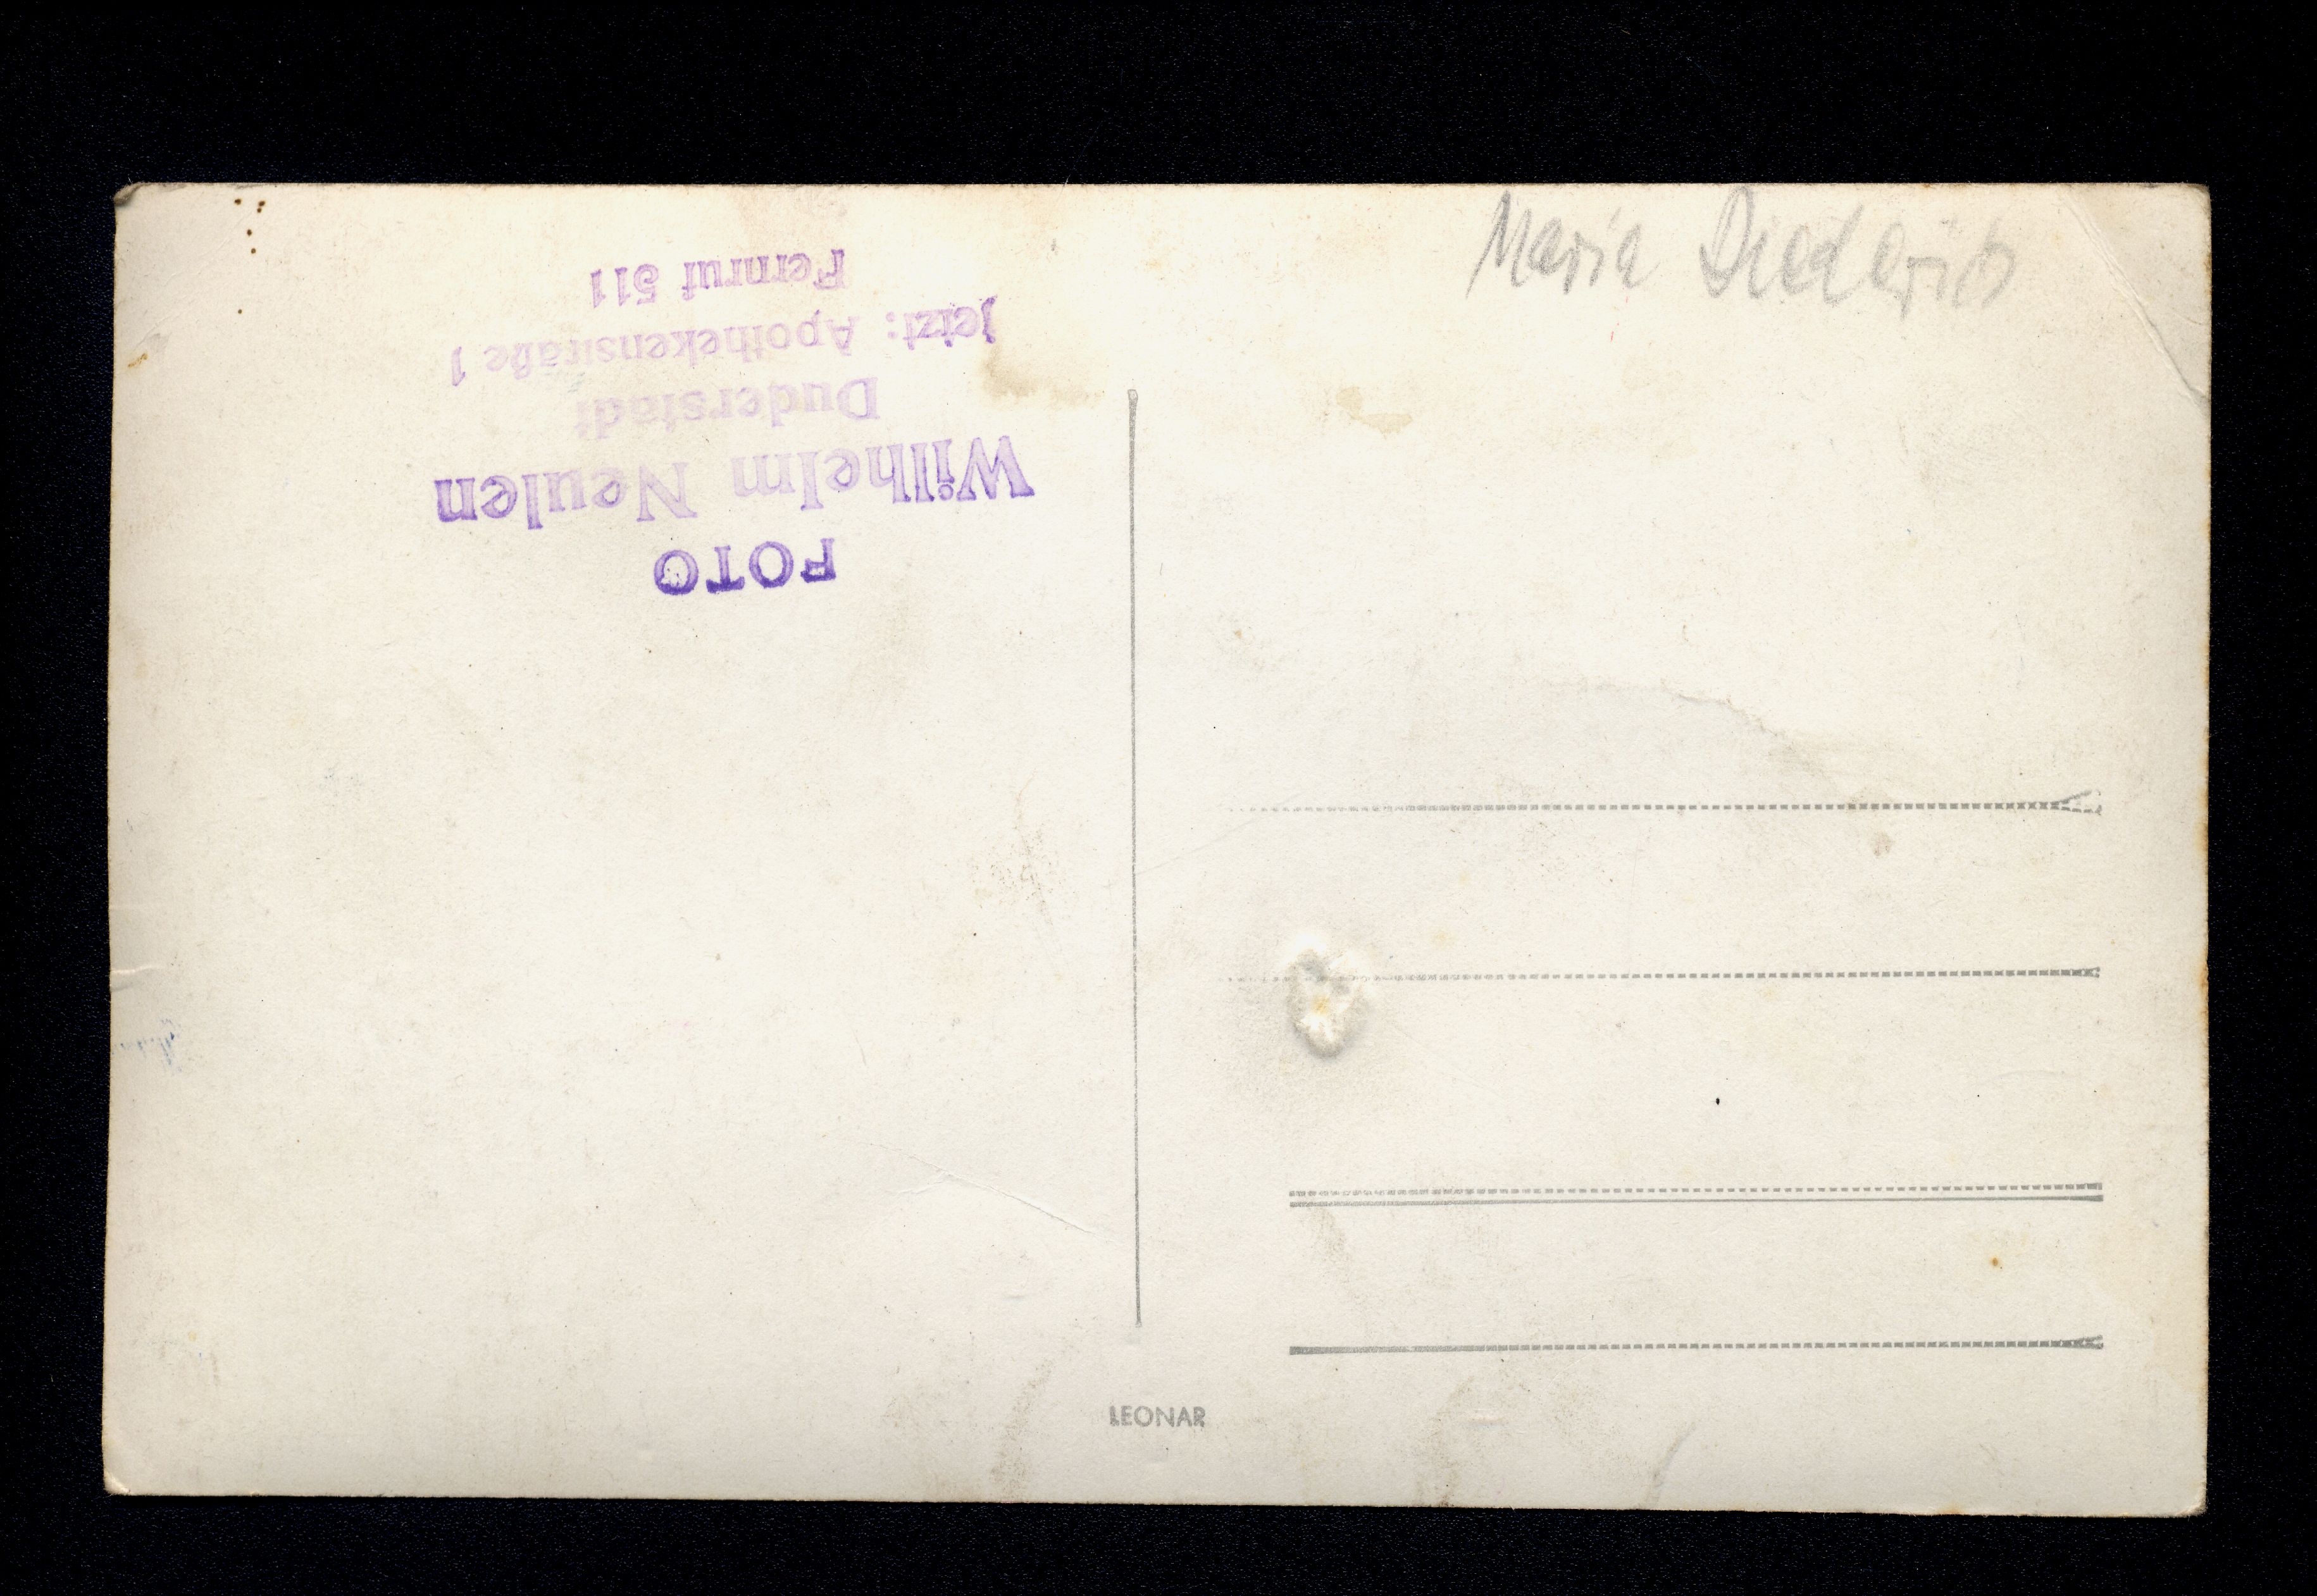 FOTO
Wilhelm Neulen
Duderstadt
jetzt: Apothekenstraße 1
Fernruf 511
Maria Diederich
LEONAR